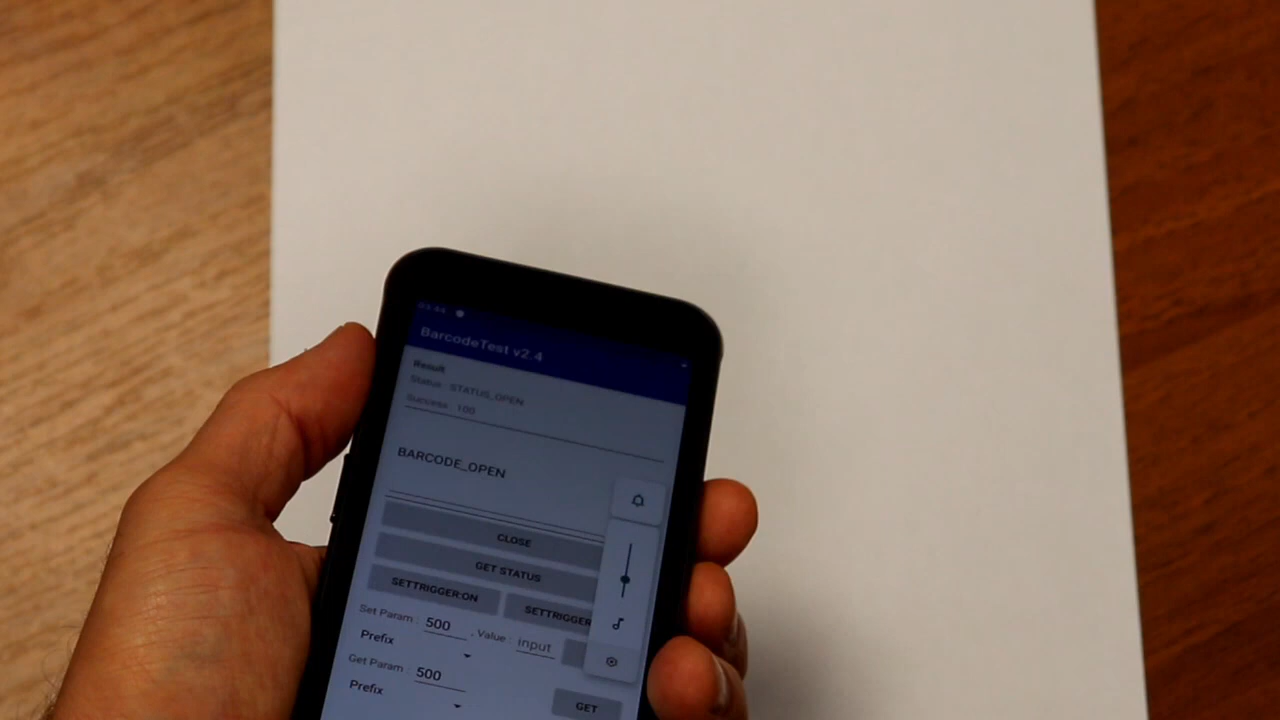 BarcodeTest v2.4
Result
Status : STATUS_OPEN
Success : 100
BARCODE_OPEN
CLOSE
GET STATUS
SETTRIGGER:ON SETTRIGGER
Set Param : 500 , Value : input
Prefix
Get Param : 500
Prefix
GET